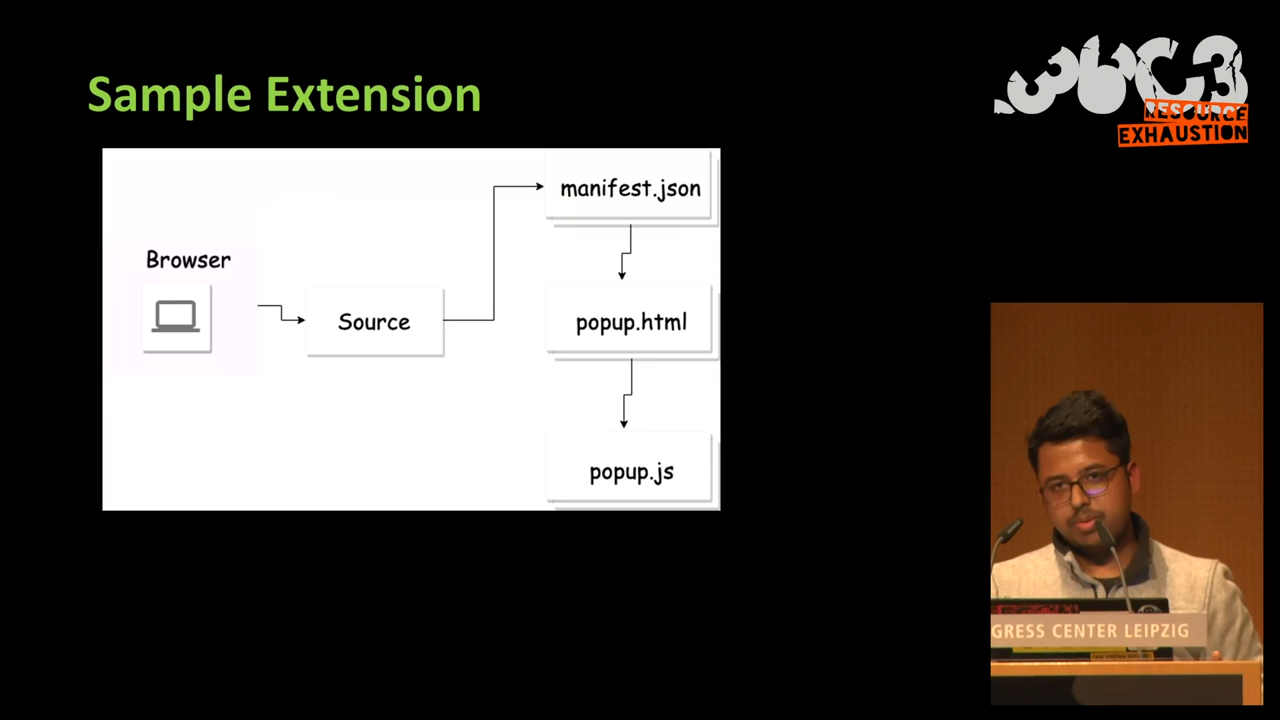 Sample Extension
36C3
RESOURCE
EXHAUSTION
manifest.json
Browser
Source
popup.html
popup.js
GRESS CENTER LEIPZIG